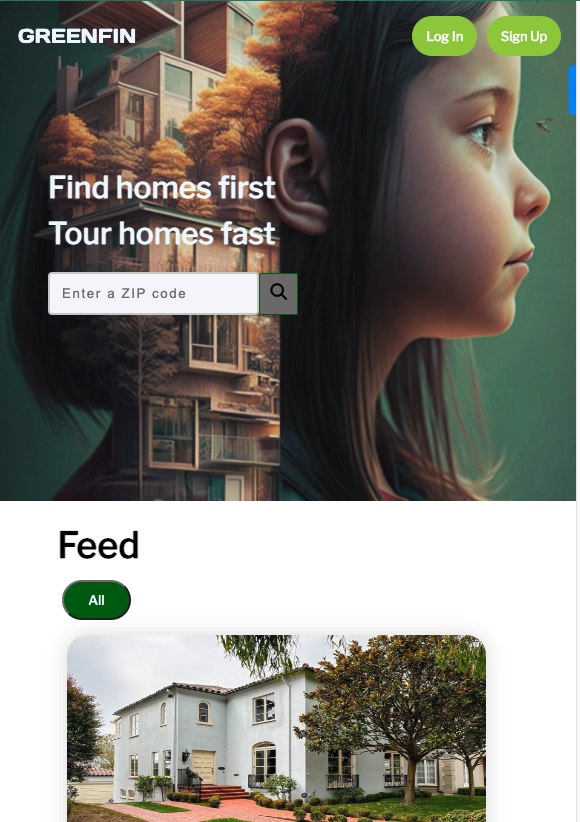 GREENFIN
Log In
Sign Up
Find homes first
Tour homes fast
Enter a ZIP code
Feed
All